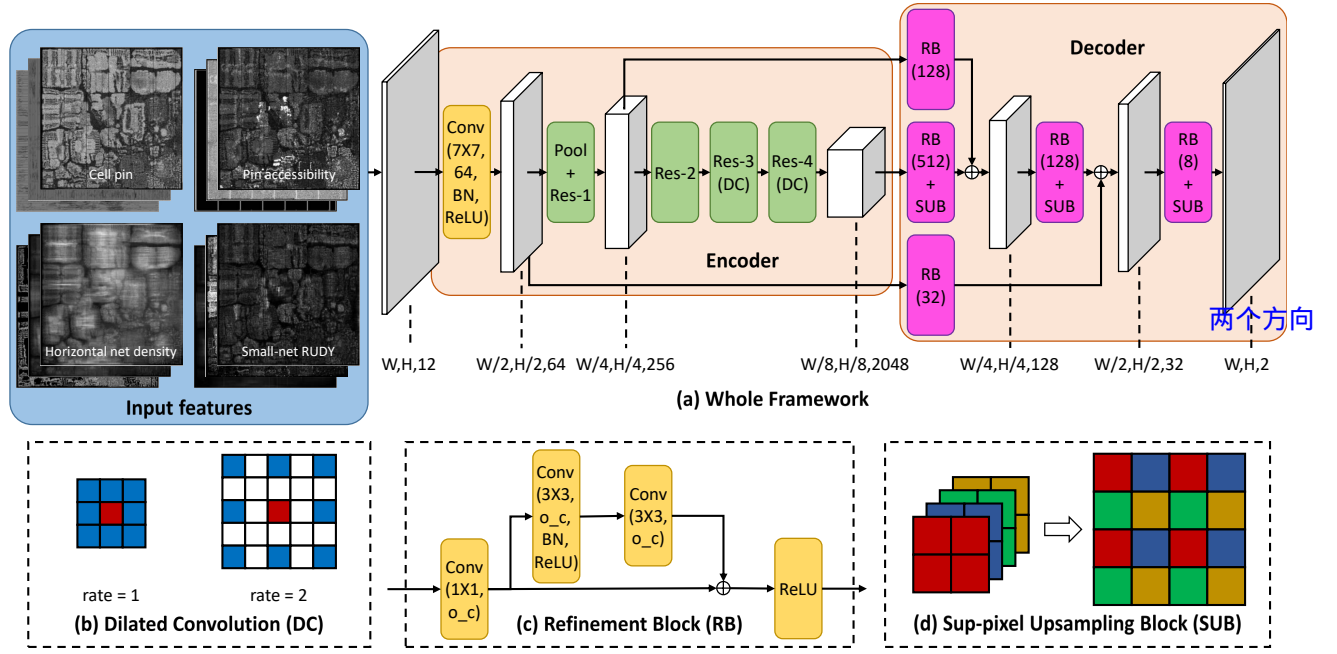 Cell pin
Pin accessibility
Horizontal net density
Small-net RUDY
Input features
Conv
(7X7,
64,
BN,
ReLU)
Pool
+
Res-1
Res-2
Res-3
(DC)
Res-4
(DC)
Encoder
Decoder
RB
(128)
RB
(512)
+
SUB
RB
(32)
RB
(128)
+
SUB
RB
(8)
+
SUB
两个方向
W,H,12
W/2,H/2,64
W/4,H/4,256
W/8,H/8,2048
W/4,H/4,128
W/2,H/2,32
W,H,2
(a) Whole Framework
rate = 1
rate = 2
(b) Dilated Convolution (DC)
Conv
(1X1,
o_c)
Conv
(3X3,
o_c,
BN,
ReLU)
Conv
(3X3,
o_c)
ReLU
(c) Refinement Block (RB)
(d) Sup-pixel Upsampling Block (SUB)